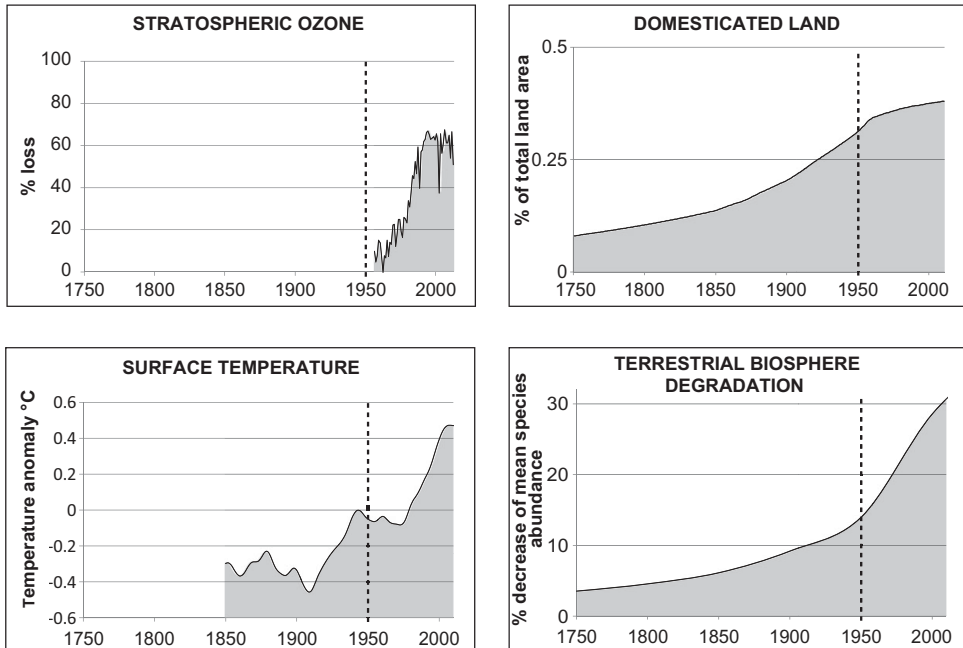 STRATOSPHERIC OZONE
% loss
100
80
60
40
20
0
1750 1800 1850 1900 1950 2000
DOMESTICATED LAND
% of total land area
0.5
0.25
0
1750 1800 1850 1900 1950 2000
SURFACE TEMPERATURE
Temperature anomaly °C
0.6
0.4
0.2
0
-0.2
-0.4
-0.6
1750 1800 1850 1900 1950 2000
TERRESTRIAL BIOSPHERE
DEGRADATION
% decrease of mean species
abundance
30
20
10
0
1750 1800 1850 1900 1950 2000